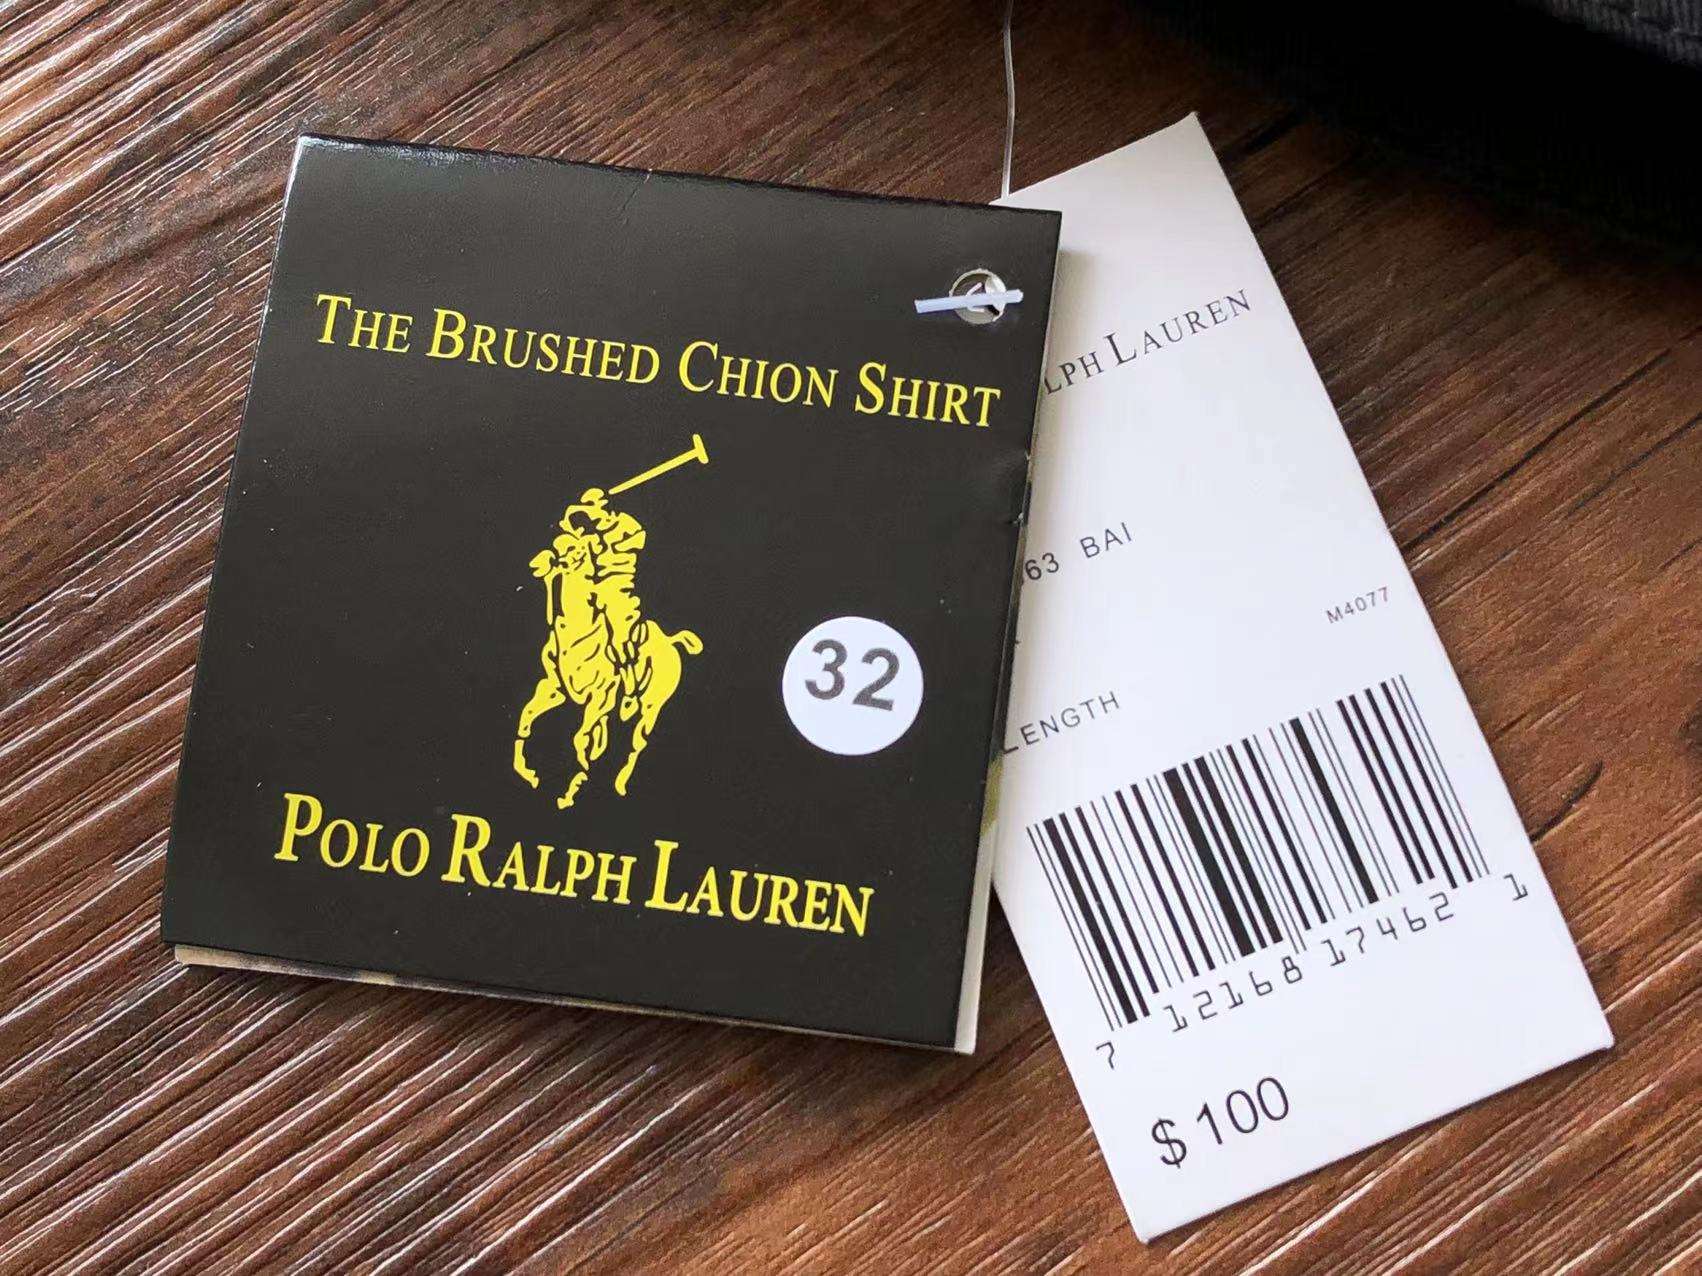 THE BRUSHED CHION SHIRT
32
POLO RALPH LAUREN
LPH LAUREN
63 BAI
M4077
LENGTH
7 12168 17462 1
$100